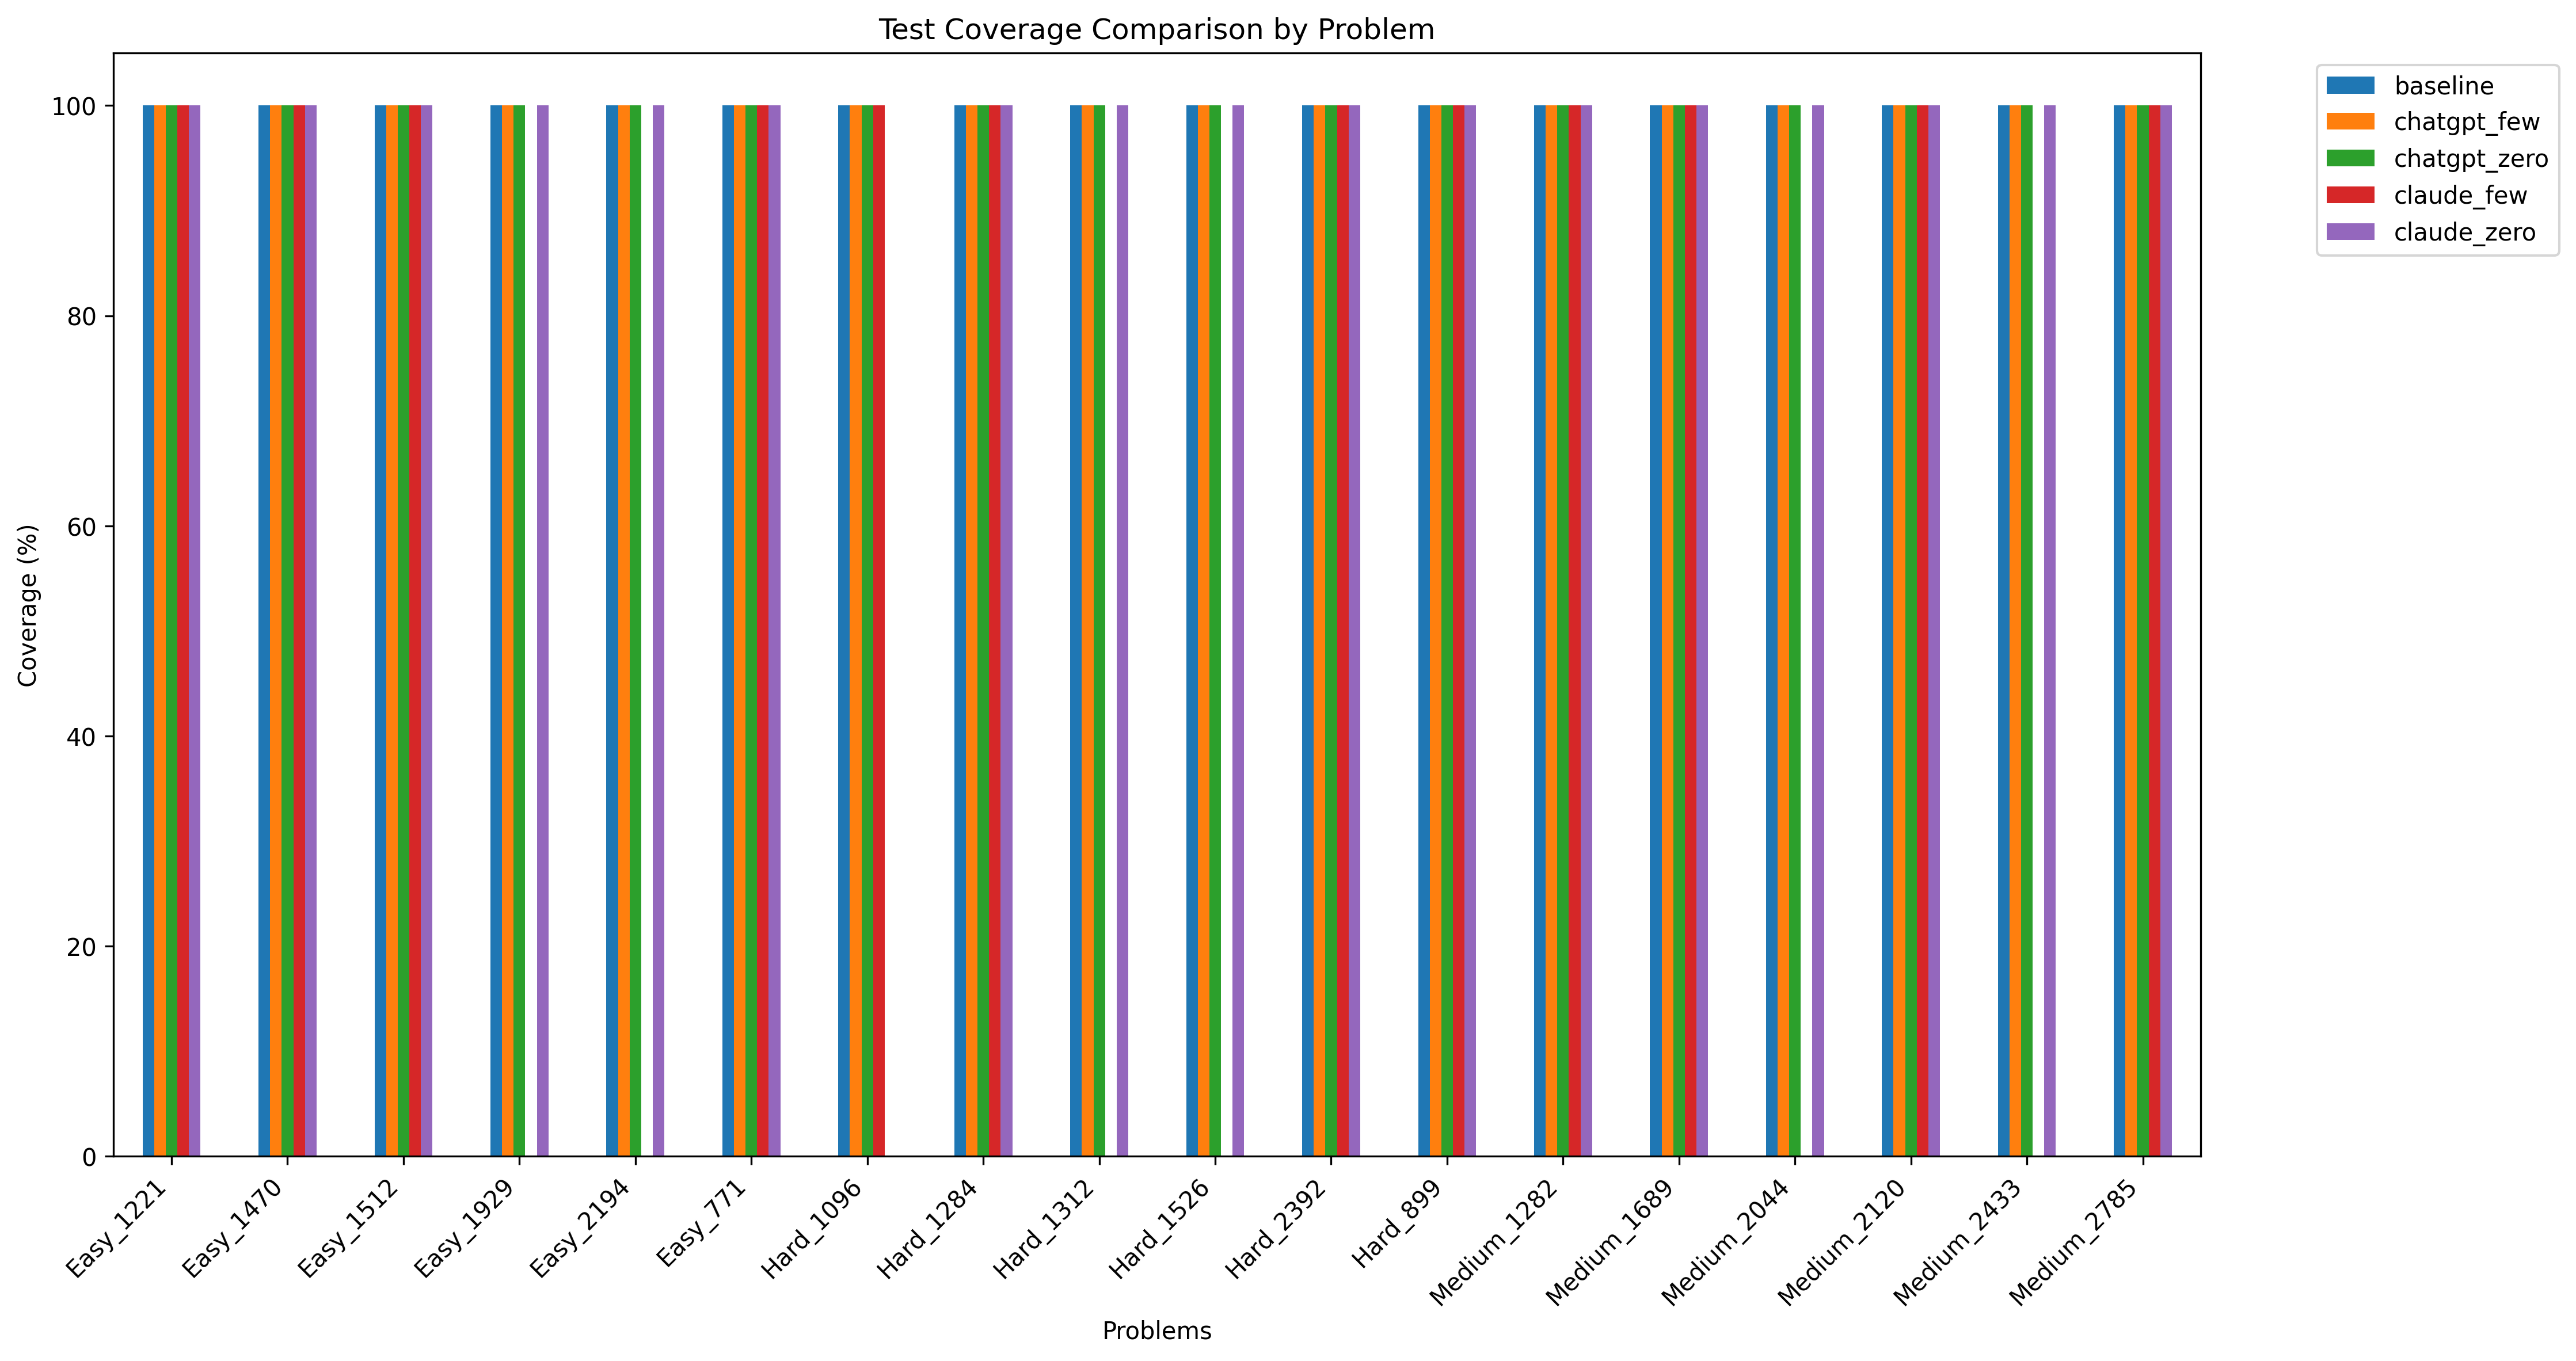 Test Coverage Comparison by Problem
baseline
chatgpt_few
chatgpt_zero
claude_few
claude_zero
Coverage (%)
100
80
60
40
20
0
Easy_1221
Easy_1470
Easy_1512
Easy_1929
Easy_2194
Easy_771
Hard_1096
Hard_1284
Hard_1312
Hard_1526
Hard_2392
Hard_899
Medium_1282
Medium_1689
Medium_2044
Medium_2120
Medium_2433
Medium_2785
Problems